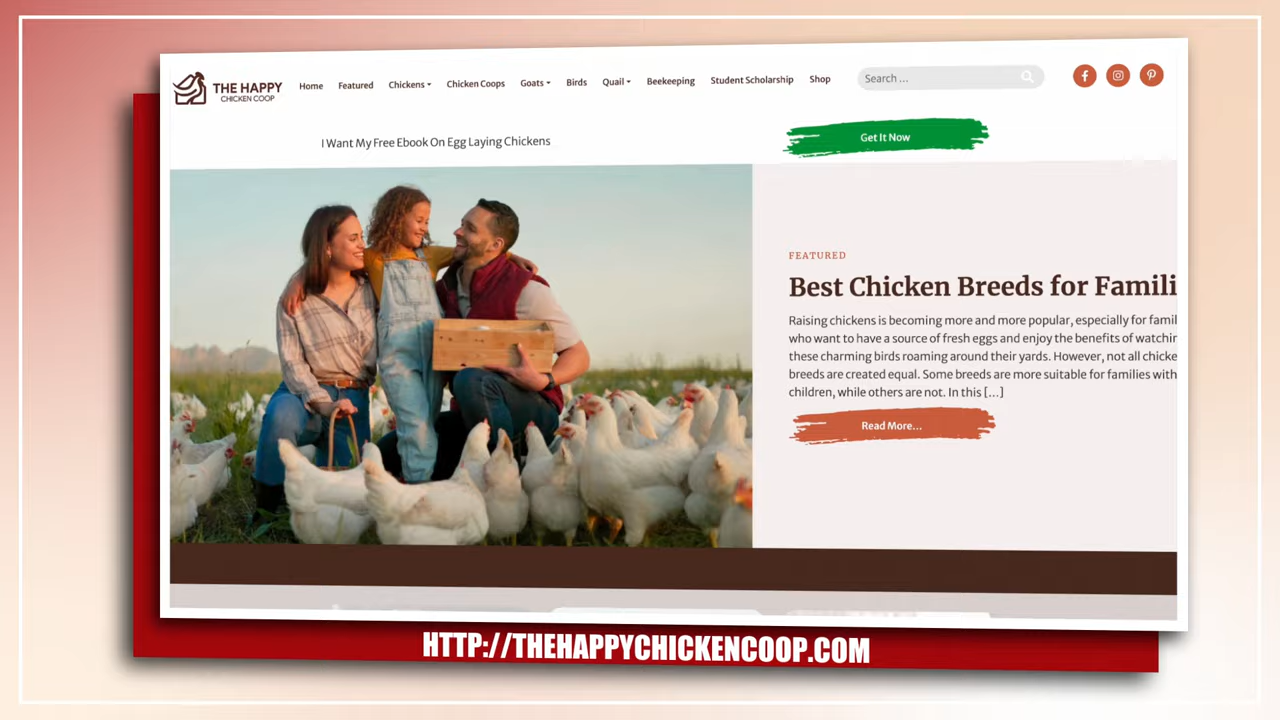 THE HAPPY
CHICKEN COOP
Home Featured Chickens Chicken Coops Goats Birds Quail Beekeeping Student Scholarship Shop
Search ...
I Want My Free Ebook On Egg Laying Chickens
Get It Now
FEATURED
Best Chicken Breeds for Famili
Raising chickens is becoming more and more popular, especially for famil
who want to have a source of fresh eggs and enjoy the benefits of watchin
these charming birds roaming around their yards. However, not all chicke
breeds are created equal. Some breeds are more suitable for families with
children, while others are not. In this [...]
Read More...
HTTP://THEHAPPYCHICKENCOOP.COM